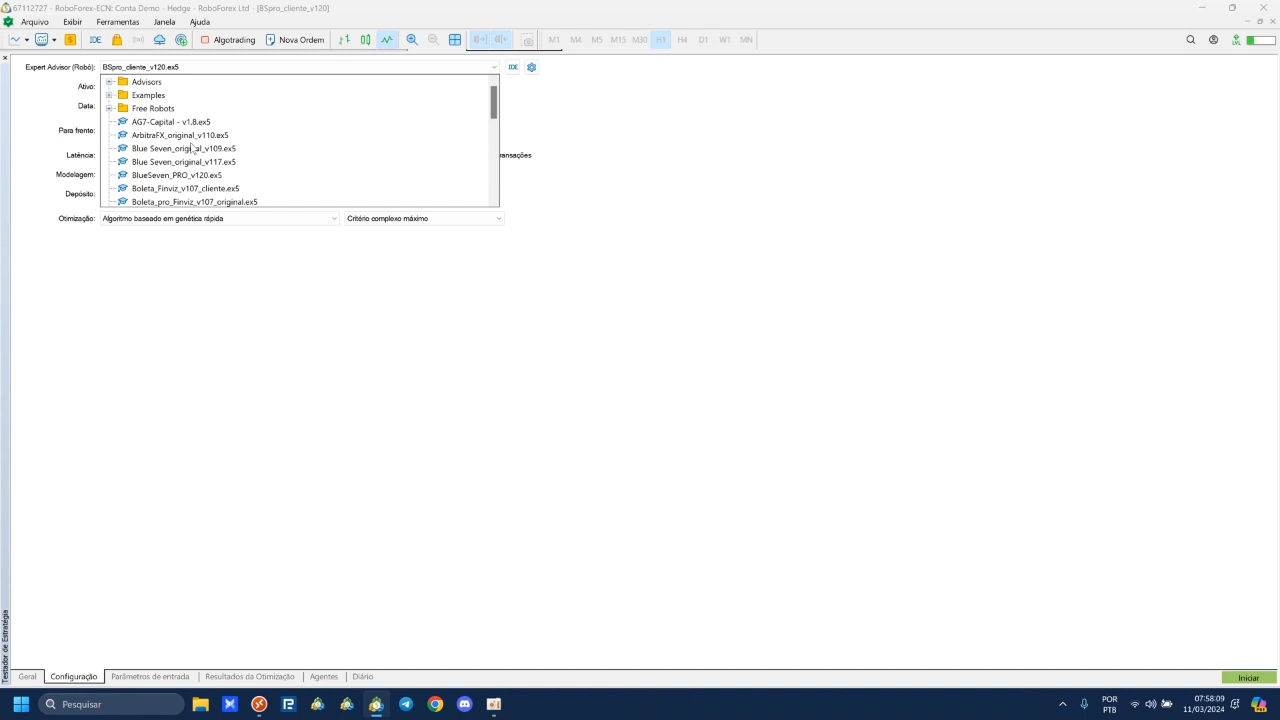 67112727 - RoboForex-ECN: Conta Demo - Hedge - RoboForex Ltd - [BSpro_cliente_v120]
Arquivo Exibir Ferramentas Janela Ajuda
IDE Algotrading Nova Ordem M1 M4 M5 M15 M30 H1 H4 D1 W1 MN
Expert Advisor (Robô): BSpro_cliente_v120.ex5 IDE
Advisors
Ativo:
Examples
Data:
Free Robots
AG7-Capital - v1.8.ex5
Para frente:
ArbitraFX_original_v110.ex5
Blue Seven_original_v109.ex5
Latência: ransações
Blue Seven_original_v117.ex5
Modelagem:
BlueSeven_PRO_v120.ex5
Boleta_Finviz_v107_cliente.ex5
Depósito:
Boleta_pro_Fiinviz_v107_original.ex5
Otimização: Algoritmo baseado em genética rápida Critério complexo máximo
Testador de Estratégia
Geral Configuração Parâmetros de entrada Resultados da Otimização Agentes Diário Iniciar
Pesquisar
POR
PTB
07:58:09
11/03/2024